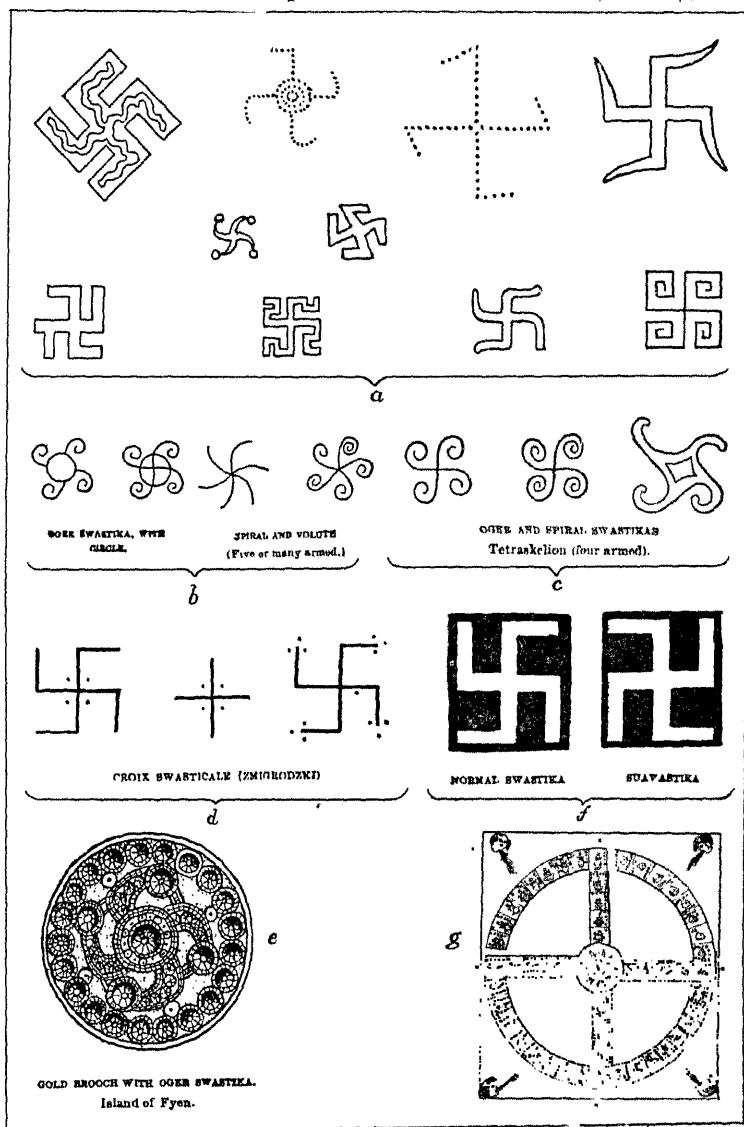 a
OGEE SWASTIKA, WITH
CIRCLE.
SPIRAL AND VOLUTE
(Five or many armed.)
OGEE AND SPIRAL SWASTIKAS
Tetraskelion (four armed).
b
c
CROIX SWASTICALE (ZMIGRODZKI)
NORMAL SWASTIKA
SUAVASTIKA
d
f
e
g
GOLD BROOCH WITH OGEE SWASTIKA.
Island of Fyen.